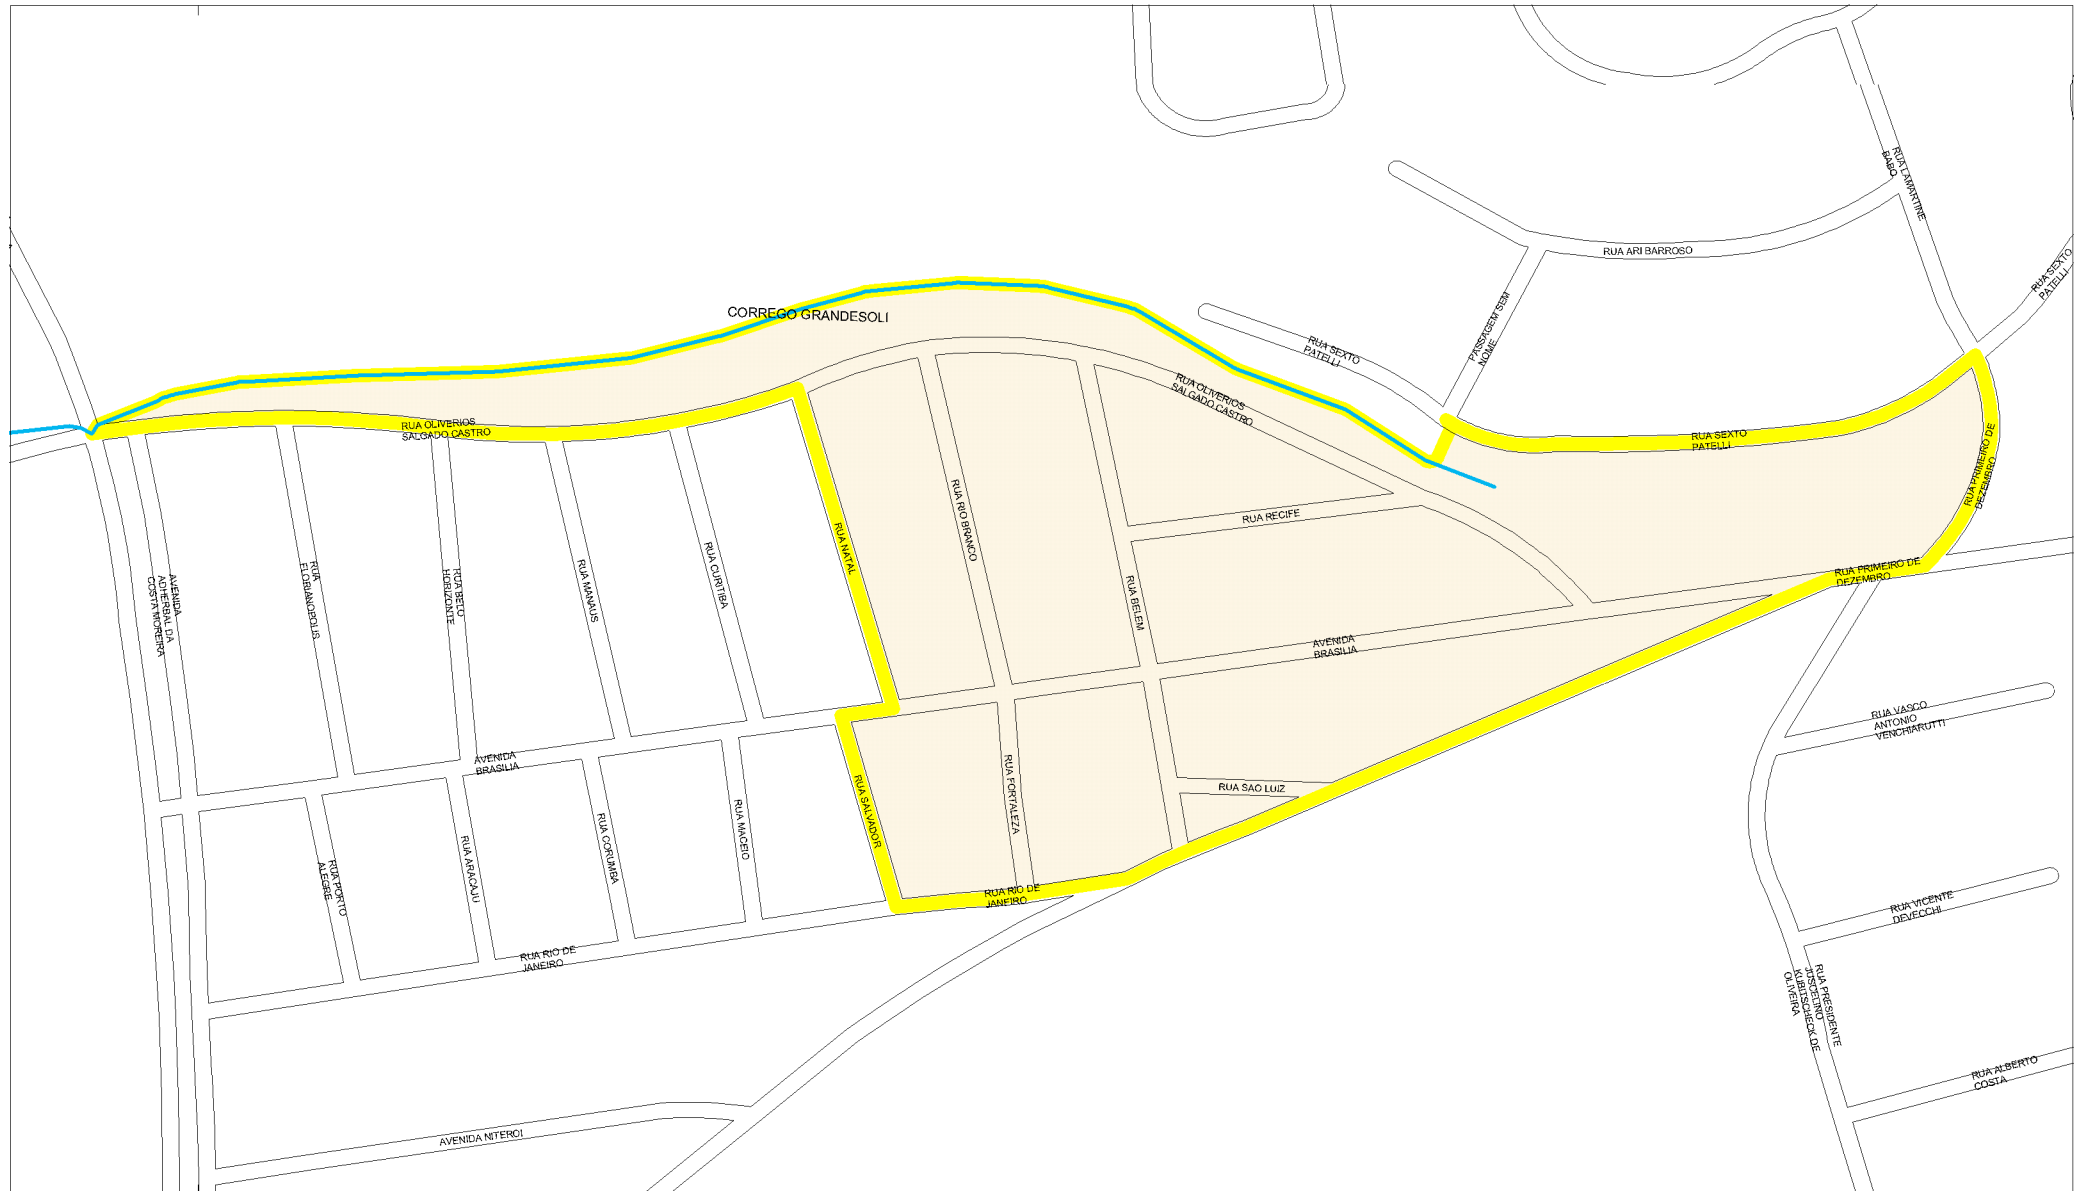 RUA LAMARTINE
BABO
RUA ARI BARROSO
RUA SEXTO
PATELLI
PASSAGEM SEM
NOME
CORREGO GRANDESOLI
RUA SEXTO
PATELLI
RUA OLIVERIOS
SALGADO CASTRO
RUA OLIVERIOS
SALGADO CASTRO
RUA SEXTO
PATELLI
RUA PRIMEIRO DE
DEZEMBRO
RUA RIO BRANCO
RUA RECIFE
RUA NATAL
RUA CURITIBA
RUA MANAUS
RUA BELO
HORIZONTE
RUA
FLORIANOPOLIS
AVENIDA
ADHERBAL DA
COSTA MOREIRA
RUA BELEM
RUA PRIMEIRO DE
DEZEMBRO
AVENIDA
BRASILIA
RUA VASCO
ANTONIO
VENCHIARUTTI
AVENIDA
BRASILIA
RUA SAO LUIZ
RUA FORTALEZA
RUA SALVADOR
RUA MACEIO
RUA CORUMBA
RUA ARACAJU
RUA PORTO
ALEGRE
RUA RIO DE
JANEIRO
RUA VICENTE
DEVECCHI
RUA RIO DE
JANEIRO
RUA PRESIDENTE
JUSCELINO
KUBITSCHECK DE
OLIVEIRA
RUA ALBERTO
COSTA
AVENIDA NITEROI